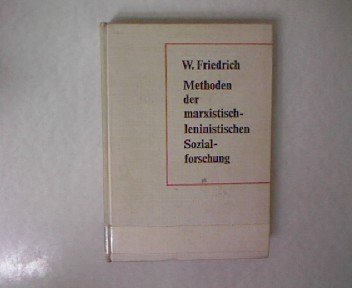 W. Friedrich
Methoden
der
marxistisch-
leninistischen
Sozial-
forschung